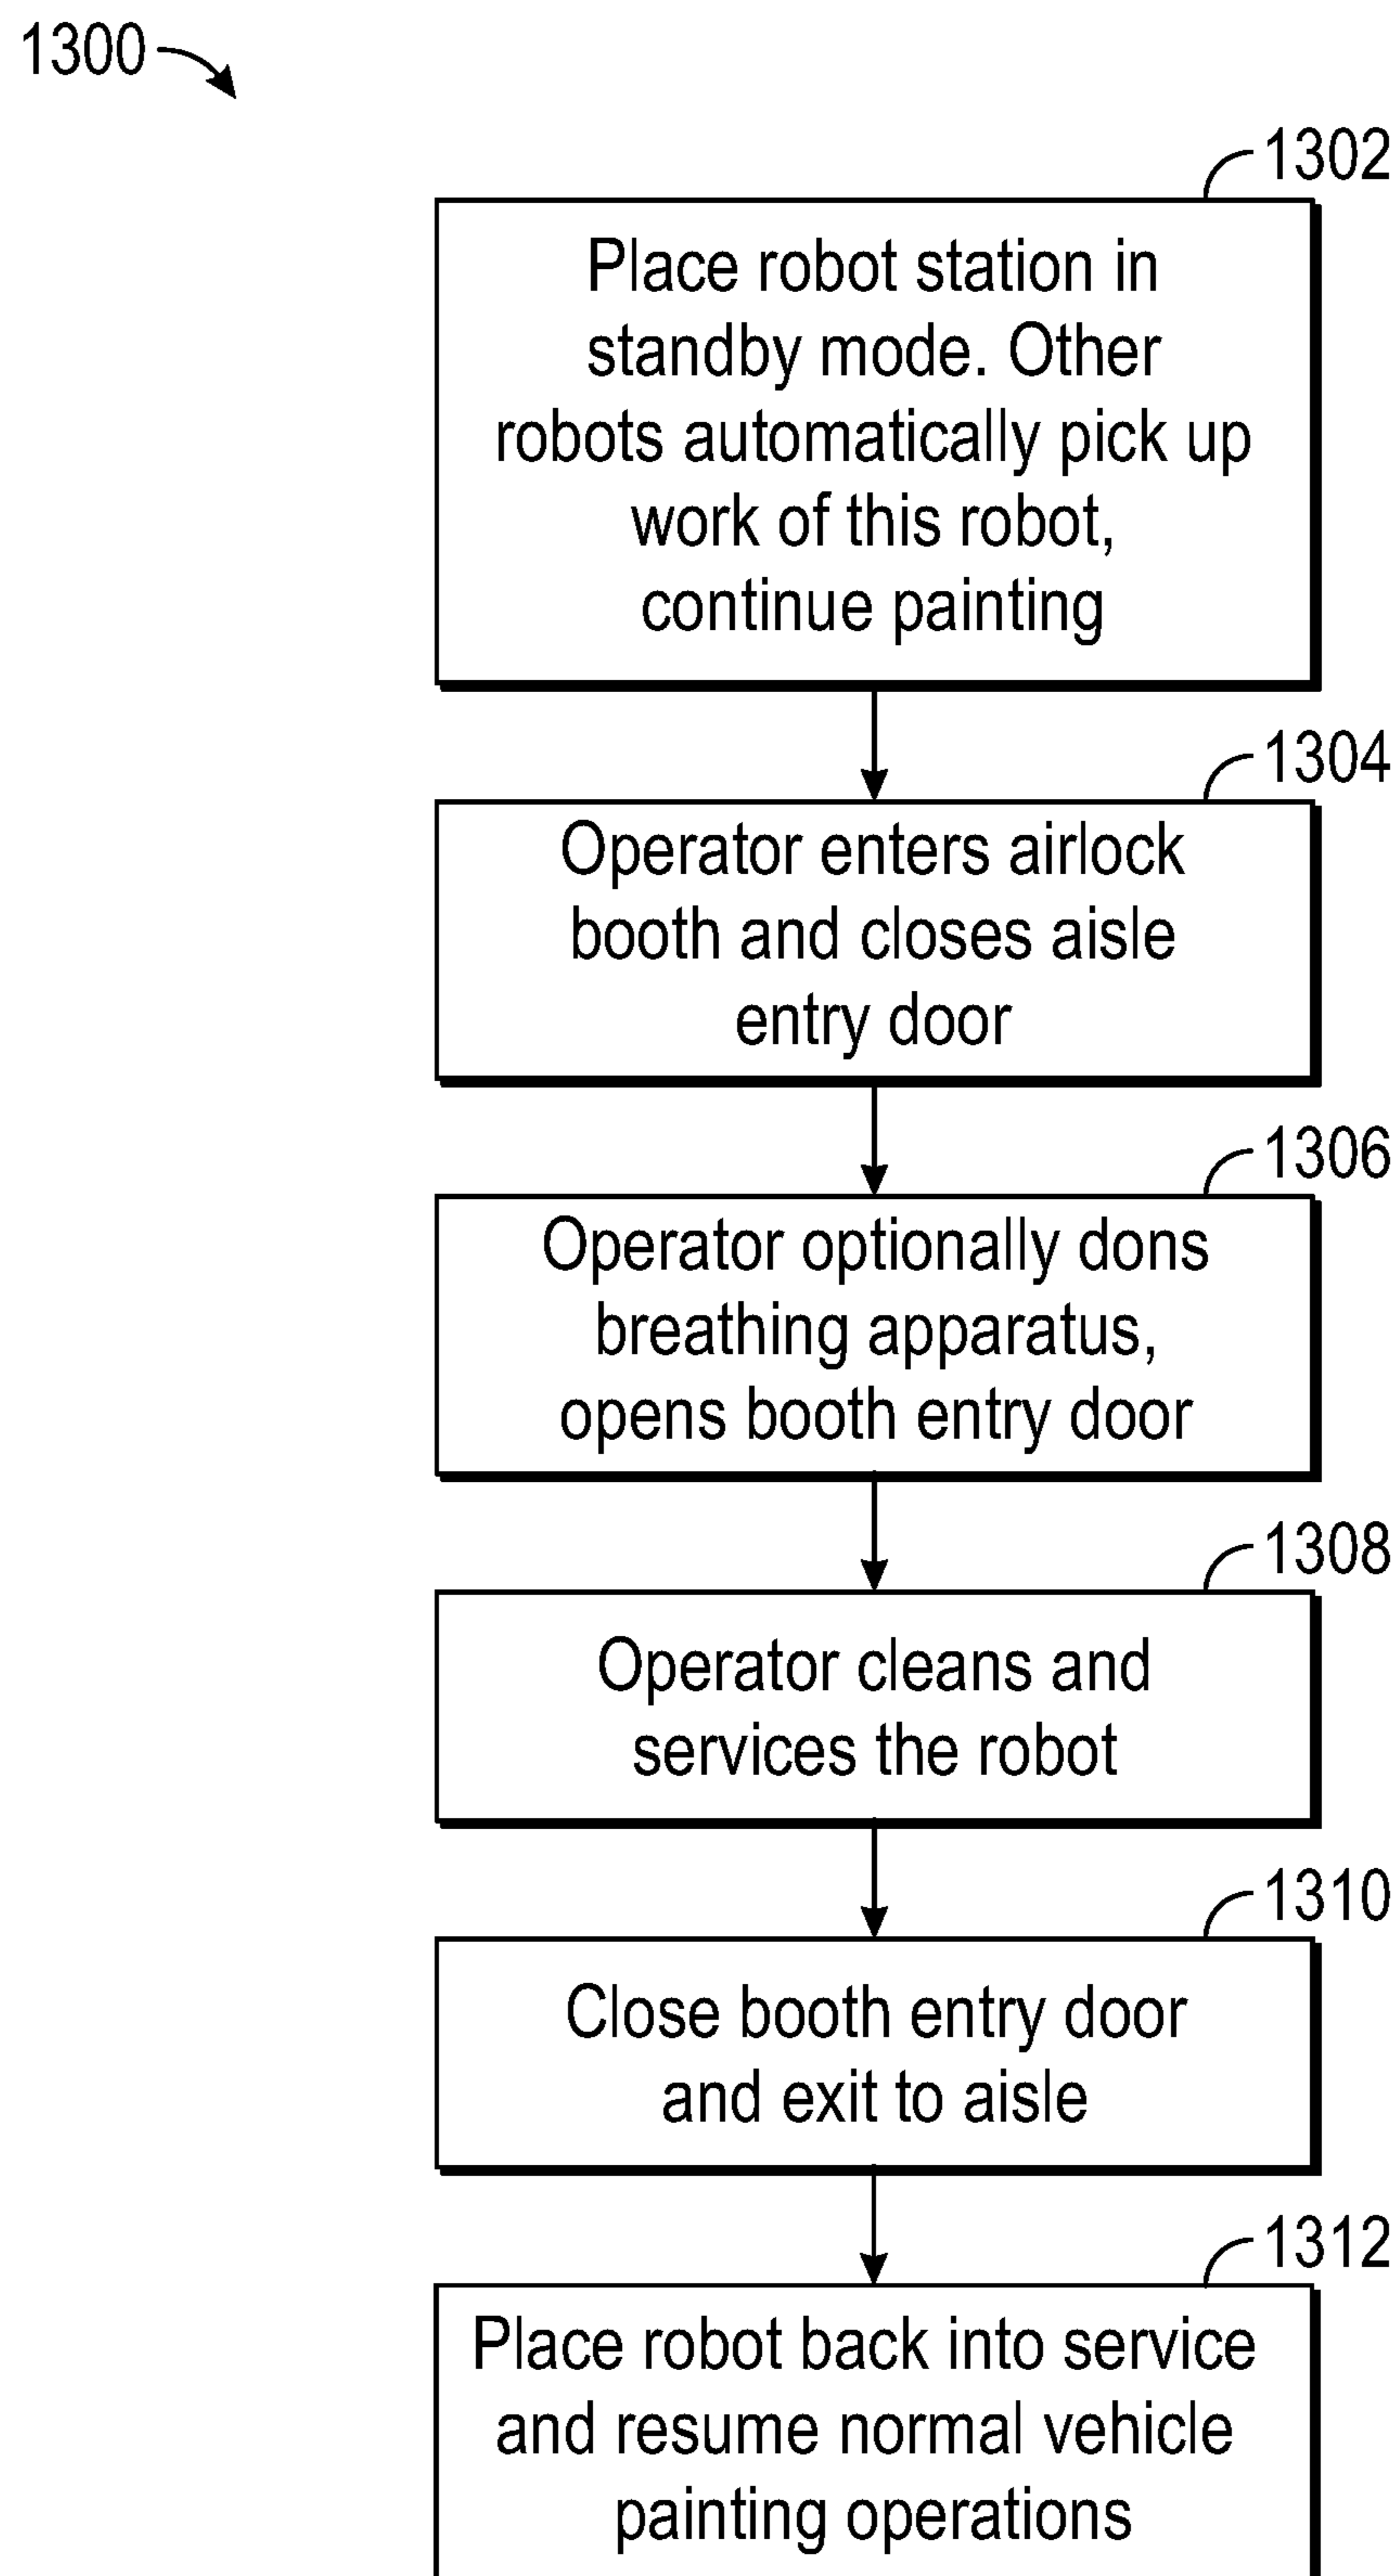 1300
1302
Place robot station in
standby mode. Other
robots automatically pick up
work of this robot,
continue painting
1304
Operator enters airlock
booth and closes aisle
entry door
1306
Operator optionally dons
breathing apparatus,
opens booth entry door
1308
Operator cleans and
services the robot
1310
Close booth entry door
and exit to aisle
1312
Place robot back into service
and resume normal vehicle
painting operations